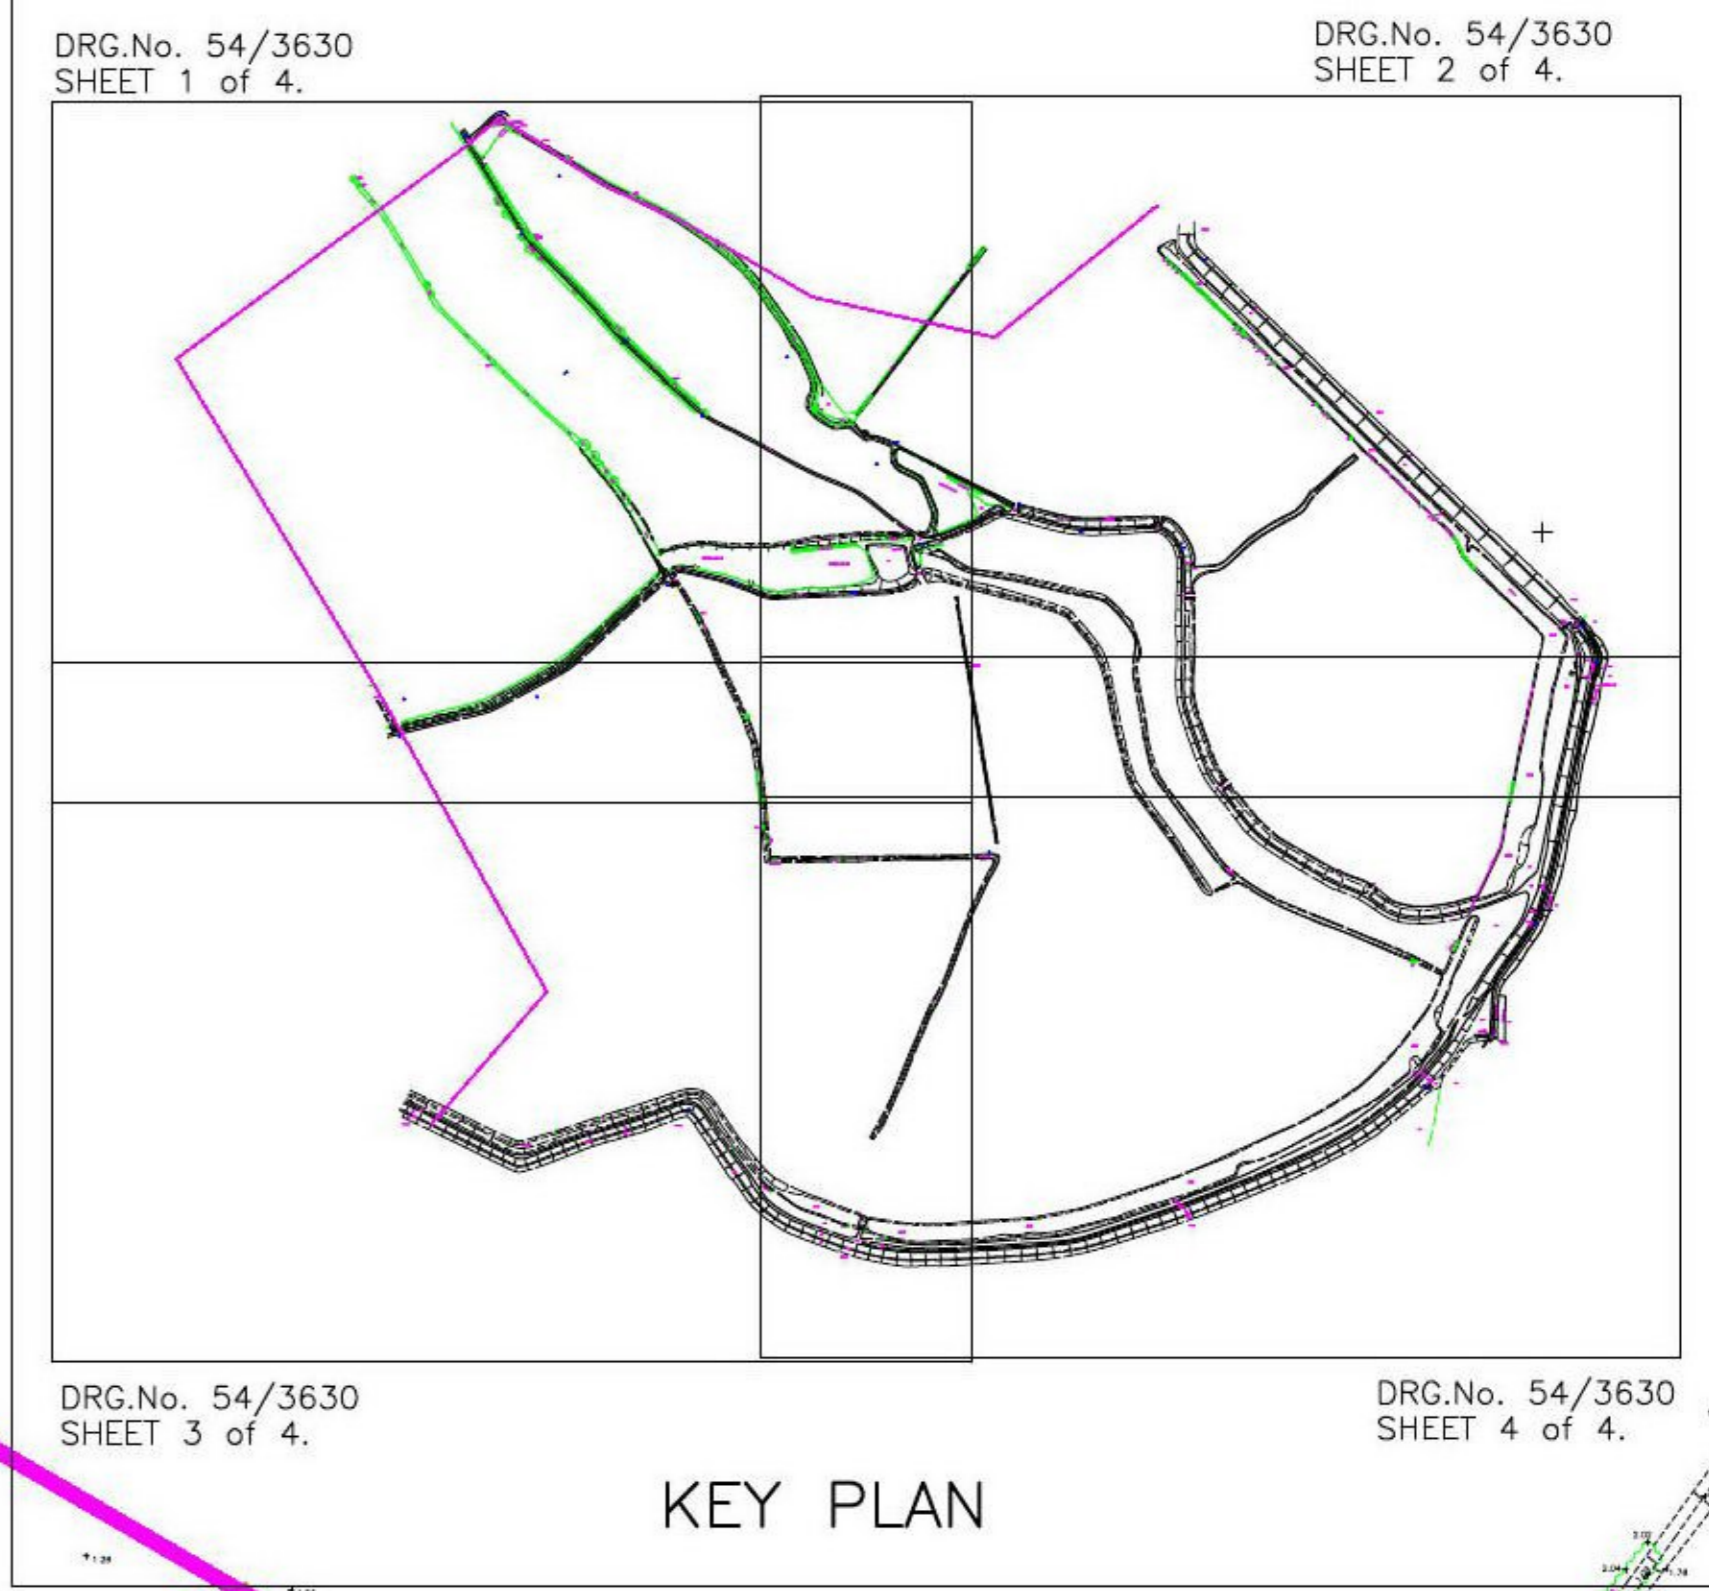 DRG.No. 54/3630
SHEET 1 of 4.
DRG.No. 54/3630
SHEET 2 of 4.
DRG.No. 54/3630
SHEET 3 of 4.
DRG.No. 54/3630
SHEET 4 of 4.
KEY PLAN